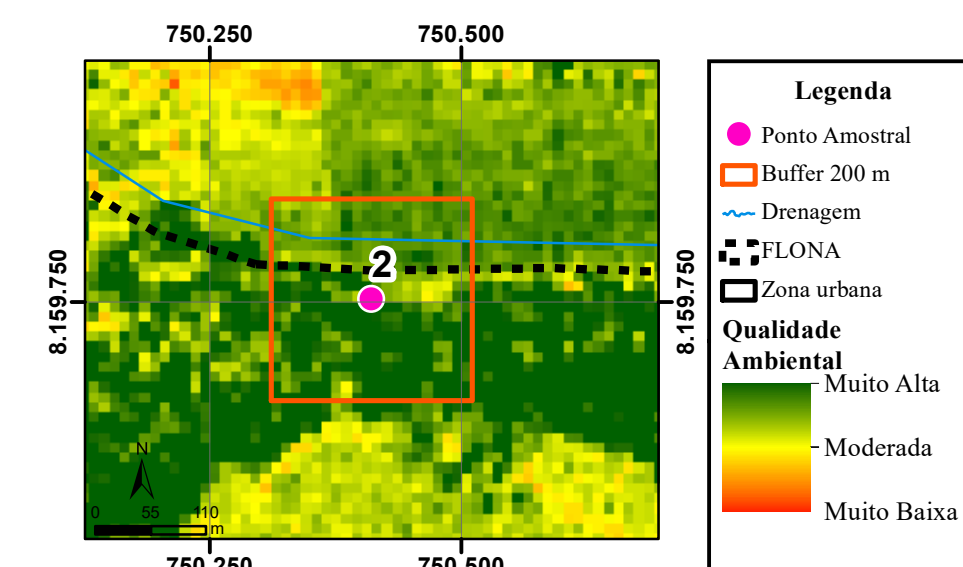 750.250 750.500
8.159.750
8.159.750
2
N
0 55 110
m
750.250 750.500
Legenda
Ponto Amostral
Buffer 200 m
Drenagem
FLONA
Zona urbana
Qualidade
Ambiental
Muito Alta
Moderada
Muito Baixa